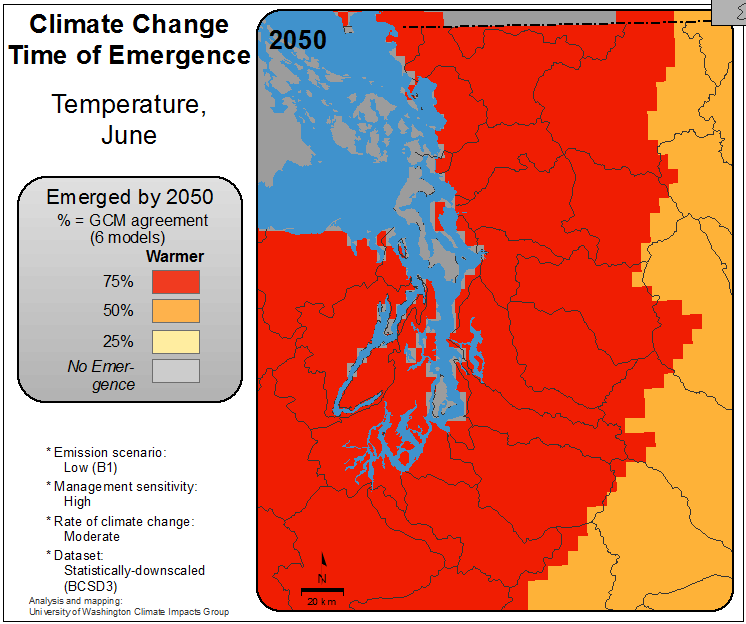 Climate Change
Time of Emergence
Temperature,
June
Emerged by 2050
% = GCM agreement
(6 models)
Warmer
75%
50%
25%
No Emer-
gence
* Emission scenario:
Low (B1)
* Management sensitivity:
High
* Rate of climate change:
Moderate
* Dataset:
Statistically-downscaled
(BCSD3)
Analysis and mapping:
University of Washington Climate Impacts Group
2050
N
20 km